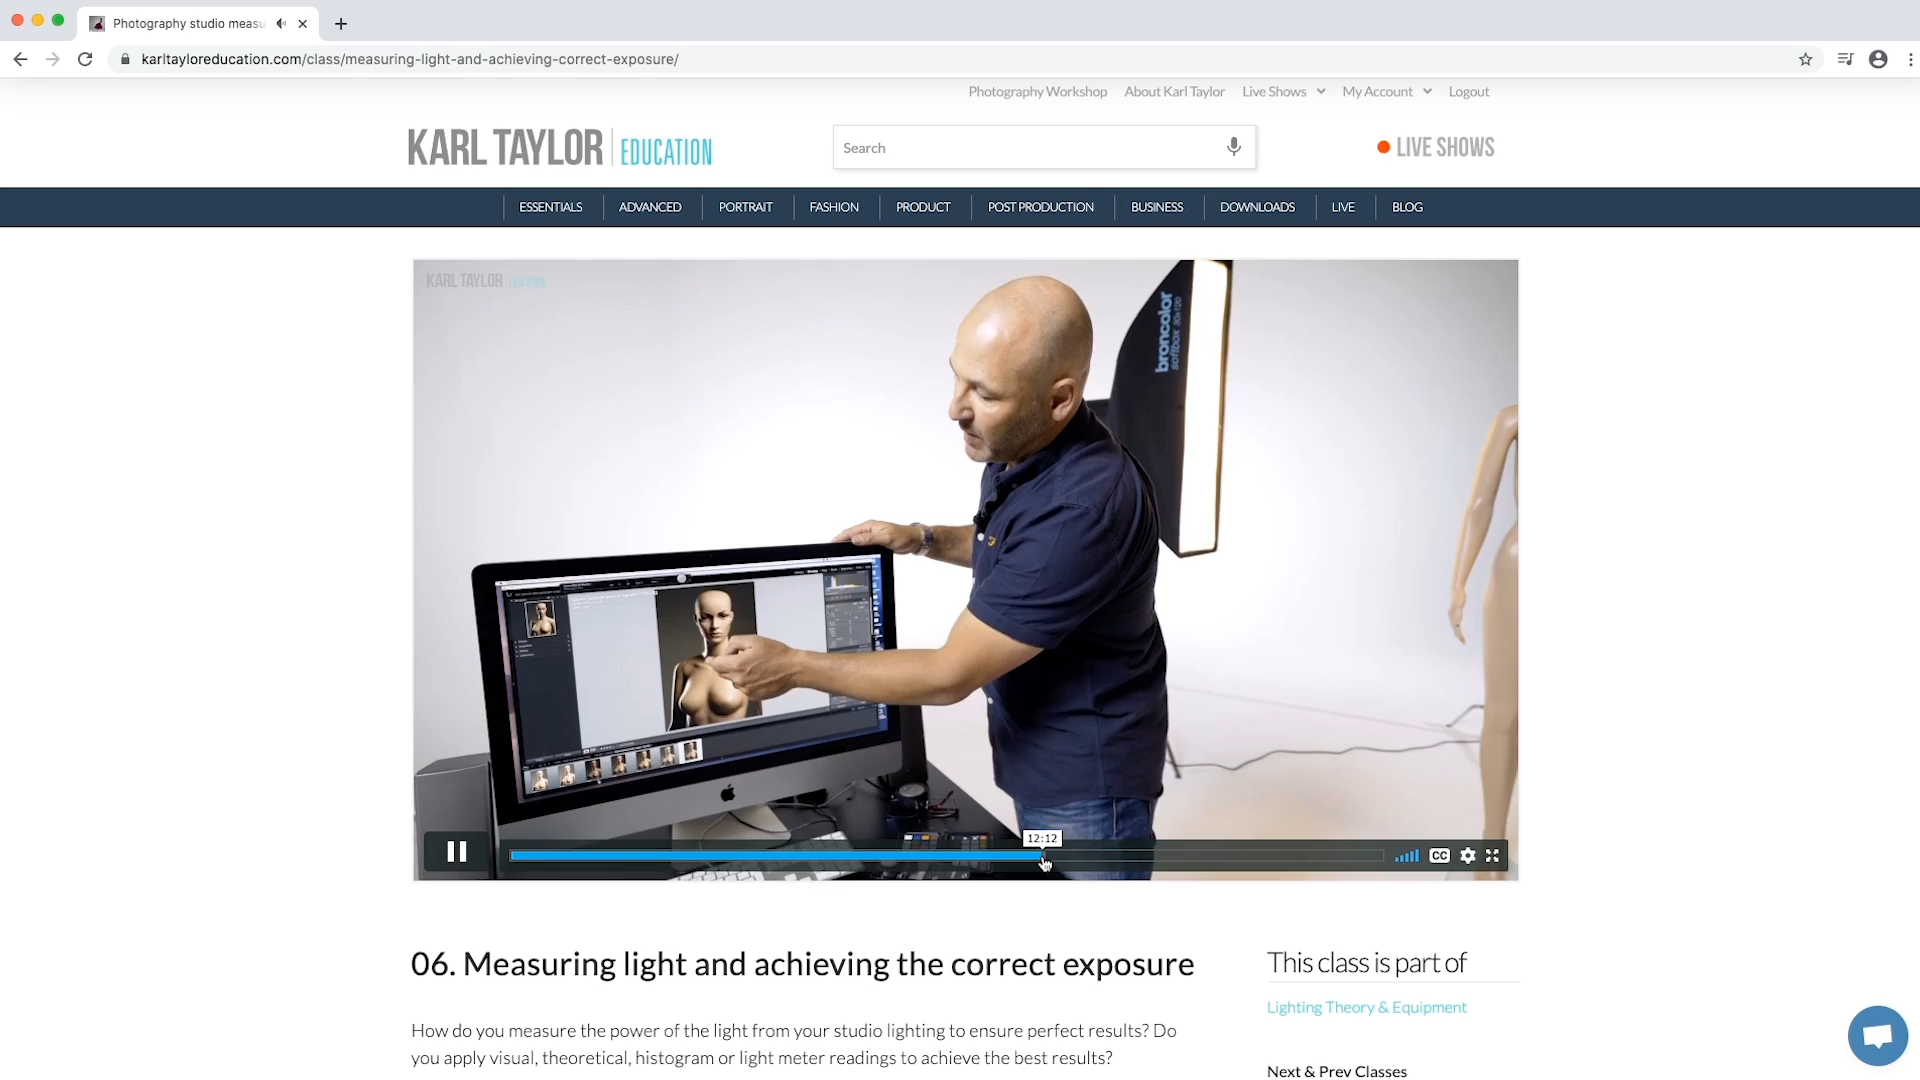 Photography studio measu
karltayloreducation.com/class/measuring-light-and-achieving-correct-exposure/
Photography Workshop About Karl Taylor Live Shows My Account Logout
KARL TAYLOR EDUCATION
Search
LIVE SHOWS
ESSENTIALS ADVANCED PORTRAIT FASHION PRODUCT POST PRODUCTION BUSINESS DOWNLOADS LIVE BLOG
KARL TAYLOR EDUCATION
broncolor
softbox 30x120
12:12
CC
06. Measuring light and achieving the correct exposure
How do you measure the power of the light from your studio lighting to ensure perfect results? Do
you apply visual, theoretical, histogram or light meter readings to achieve the best results?
This class is part of
Lighting Theory & Equipment
Next & Prev Classes